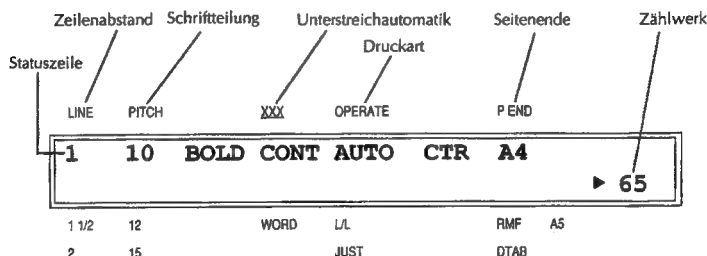 Zeilenabstand Schriftteilung Unterstreichautomatik Seitenende Zählwerk
Druckart
Statuszeile
LINE PITCH XXX OPERATE P END
1 10 BOLD CONT AUTO CTR A4
▶ 65
1 1/2 12 WORD L/L RMF A5
2 15 JUST DTAB